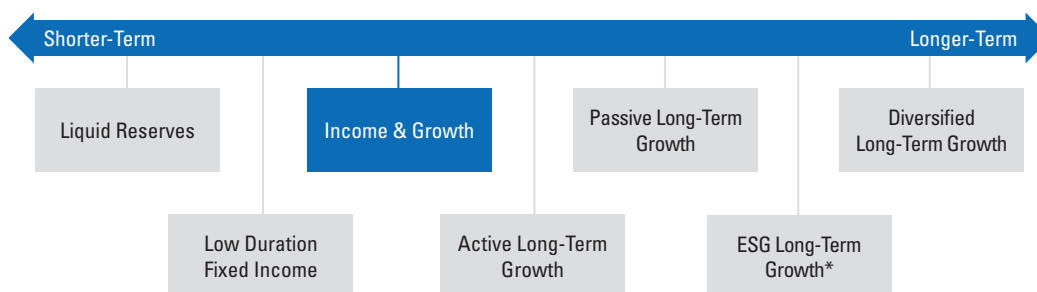 Shorter-Term
Longer-Term
Liquid Reserves
Income & Growth
Passive Long-Term
Growth
Diversified
Long-Term Growth
Low Duration
Fixed Income
Active Long-Term
Growth
ESG Long-Term
Growth*